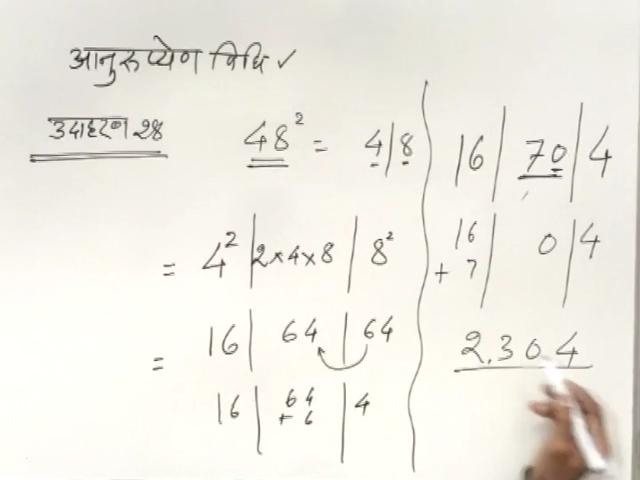 आनुरुप्येण विधि ✓
उदाहरण 28
48² = 4|8
= 4² | 2×4×8 | 8²
= 16 | 64 | 64
16 | 64 + 6 | 4
16 | 70 | 4
16 + 7 | 0 | 4
2,304